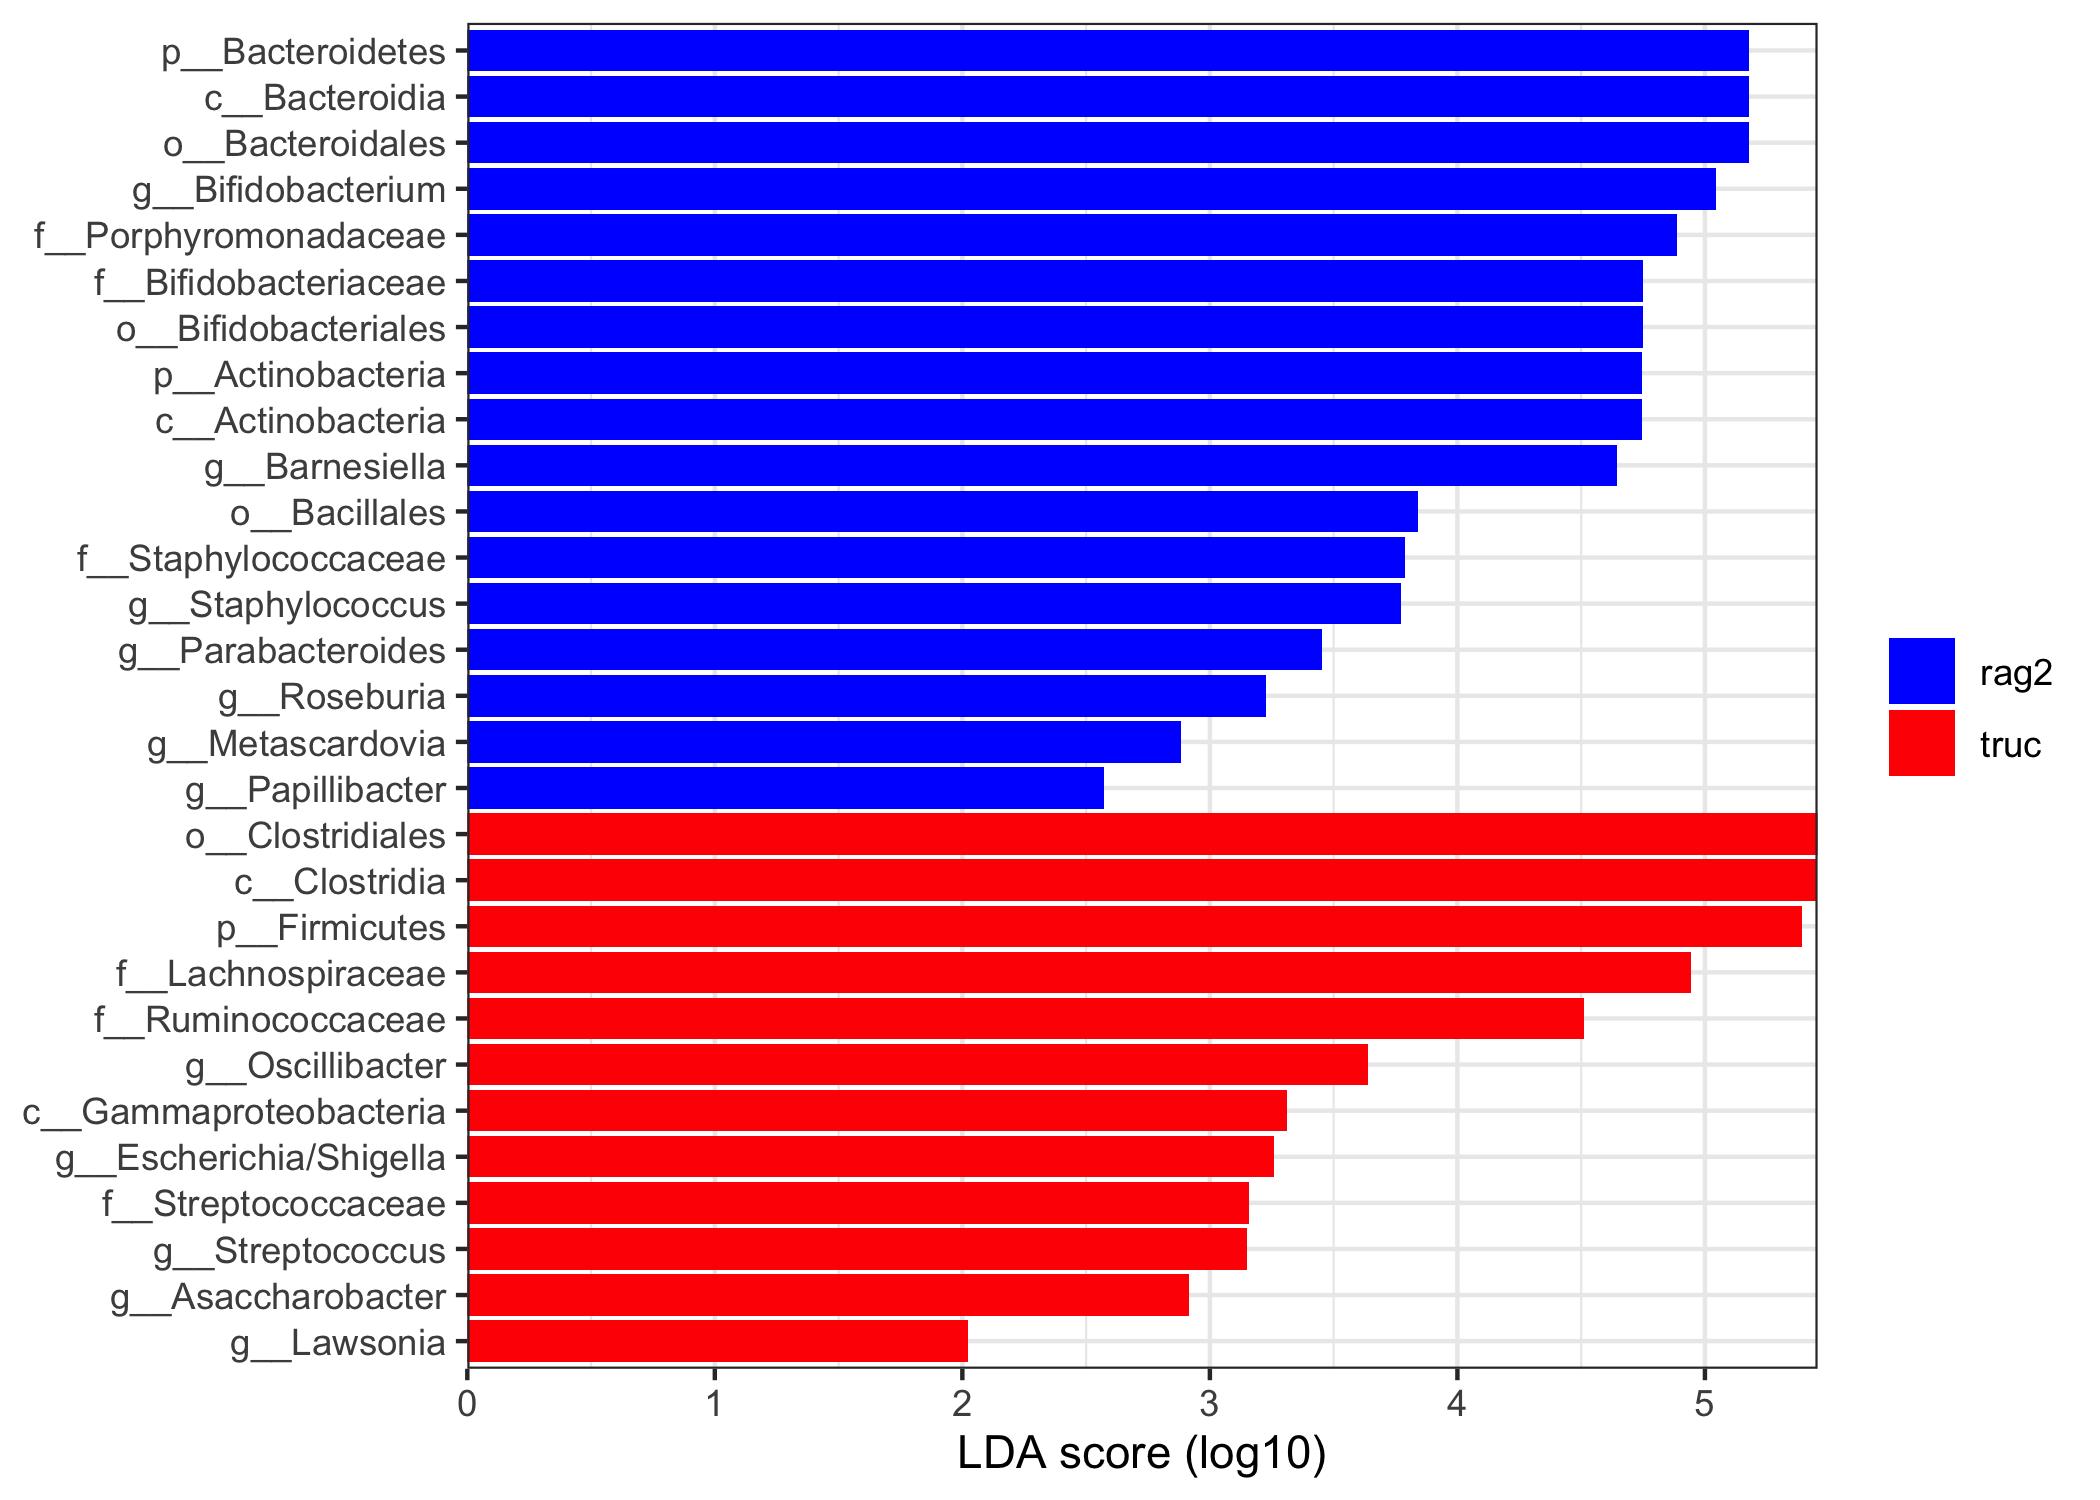 p__Bacteroidetes
c__Bacteroidia
o__Bacteroidales
g__Bifidobacterium
f__Porphyromonadaceae
f__Bifidobacteriaceae
o__Bifidobacteriales
p__Actinobacteria
c__Actinobacteria
g__Barnesiella
o__Bacillales
f__Staphylococcaceae
g__Staphylococcus
g__Parabacteroides
g__Roseburia
g__Metascardovia
g__Papillibacter
o__Clostridiales
c__Clostridia
p__Firmicutes
f__Lachnospiraceae
f__Ruminococcaceae
g__Oscillibacter
c__Gammaproteobacteria
g__Escherichia/Shigella
f__Streptococcaceae
g__Streptococcus
g__Asaccharobacter
g__Lawsonia
0 1 2 3 4 5
LDA score (log10)
rag2
truc